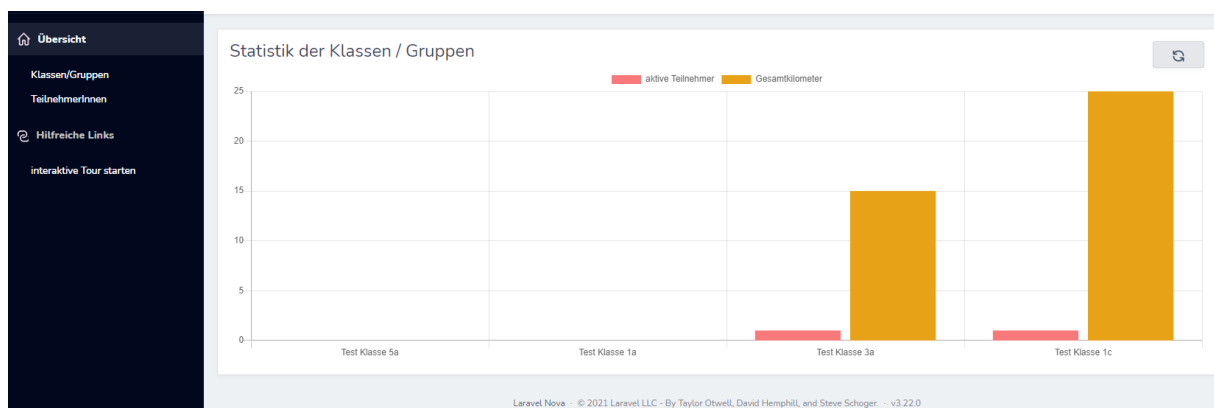 Übersicht
Klassen/Gruppen
TeilnehmerInnen
Hilfreiche Links
interaktive Tour starten
Statistik der Klassen / Gruppen
aktive Teilnehmer Gesamtkilometer
25
20
15
10
5
0
Test Klasse 5a Test Klasse 1a Test Klasse 3a Test Klasse 1c
Laravel Nova · © 2021 Laravel LLC - By Taylor Otwell, David Hemphill, and Steve Schoger. · v3.22.0